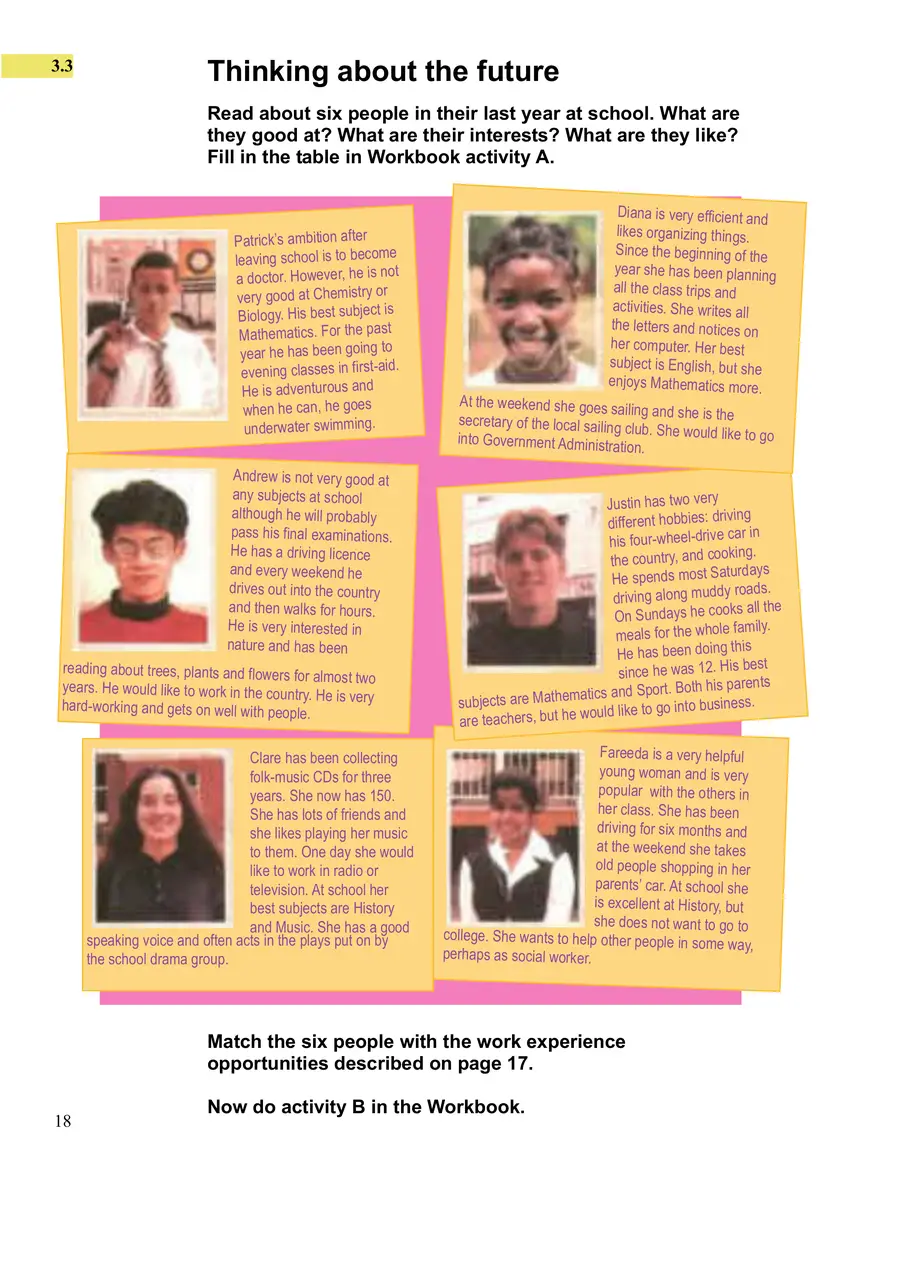 3.3
Thinking about the future
Read about six people in their last year at school. What are
they good at? What are their interests? What are they like?
Fill in the table in Workbook activity A.
Patrick's ambition after
leaving school is to become
a doctor. However, he is not
very good at Chemistry or
Biology. His best subject is
Mathematics. For the past
year he has been going to
evening classes in first-aid.
He is adventurous and
when he can, he goes
underwater swimming.
Diana is very efficient and
likes organizing things.
Since the beginning of the
year she has been planning
all the class trips and
activities. She writes all
the letters and notices on
her computer. Her best
subject is English, but she
enjoys Mathematics more.
At the weekend she goes sailing and she is the
secretary of the local sailing club. She would like to go
into Government Administration.
Andrew is not very good at
any subjects at school
although he will probably
pass his final examinations.
He has a driving licence
and every weekend he
drives out into the country
and then walks for hours.
He is very interested in
nature and has been
reading about trees, plants and flowers for almost two
years. He would like to work in the country. He is very
hard-working and gets on well with people.
Justin has two very
different hobbies: driving
his four-wheel-drive car in
the country, and cooking.
He spends most Saturdays
driving along muddy roads.
On Sundays he cooks all the
meals for the whole family.
He has been doing this
since he was 12. His best
subjects are Mathematics and Sport. Both his parents
are teachers, but he would like to go into business.
Clare has been collecting
folk-music CDs for three
years. She now has 150.
She has lots of friends and
she likes playing her music
to them. One day she would
like to work in radio or
television. At school her
best subjects are History
and Music. She has a good
speaking voice and often acts in the plays put on by
the school drama group.
Fareeda is a very helpful
young woman and is very
popular with the others in
her class. She has been
driving for six months and
at the weekend she takes
old people shopping in her
parents' car. At school she
is excellent at History, but
she does not want to go to
college. She wants to help other people in some way,
perhaps as social worker.
Match the six people with the work experience
opportunities described on page 17.
Now do activity B in the Workbook.
18